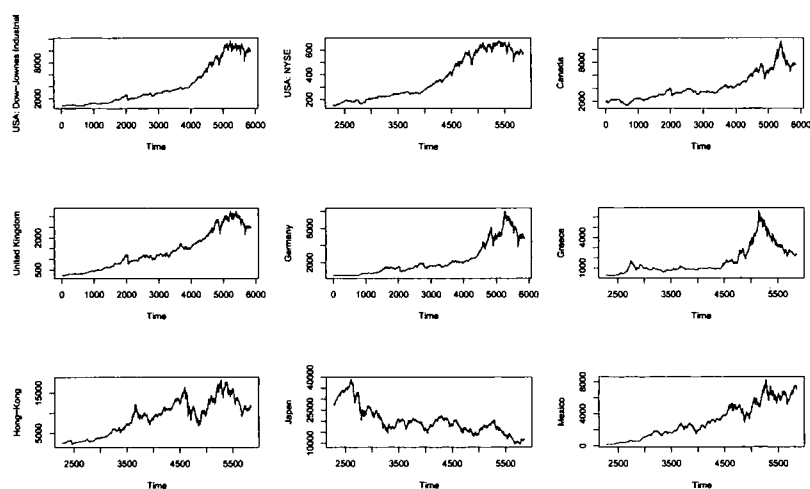 USA: Dow-Jownes Industrial
2000
8000
0 1000 2000 3000 4000 5000 6000
Time
USA: NYSE
200
400
600
2500 3500 4500 5500
Time
Canada
2000
8000
0 1000 2000 3000 4000 5000 6000
Time
United Kingdom
500
2000
0 1000 2000 3000 4000 5000 6000
Time
Germany
2000
6000
0 1000 2000 3000 4000 5000 6000
Time
Greece
1000
4000
2500 3500 4500 5500
Time
Hong-Kong
5000
15000
2500 3500 4500 5500
Time
Japan
10000
25000
40000
2500 3500 4500 5500
Time
Mexico
0
4000
8000
2500 3500 4500 5500
Time